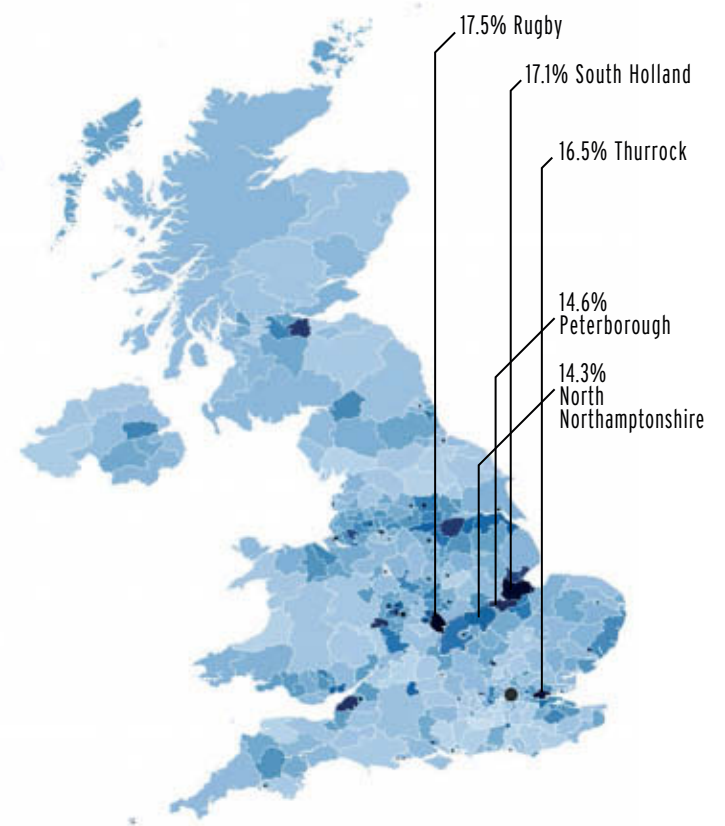 17.5% Rugby
17.1% South Holland
16.5% Thurrock
14.6%
Peterborough
14.3%
North
Northamptonshire